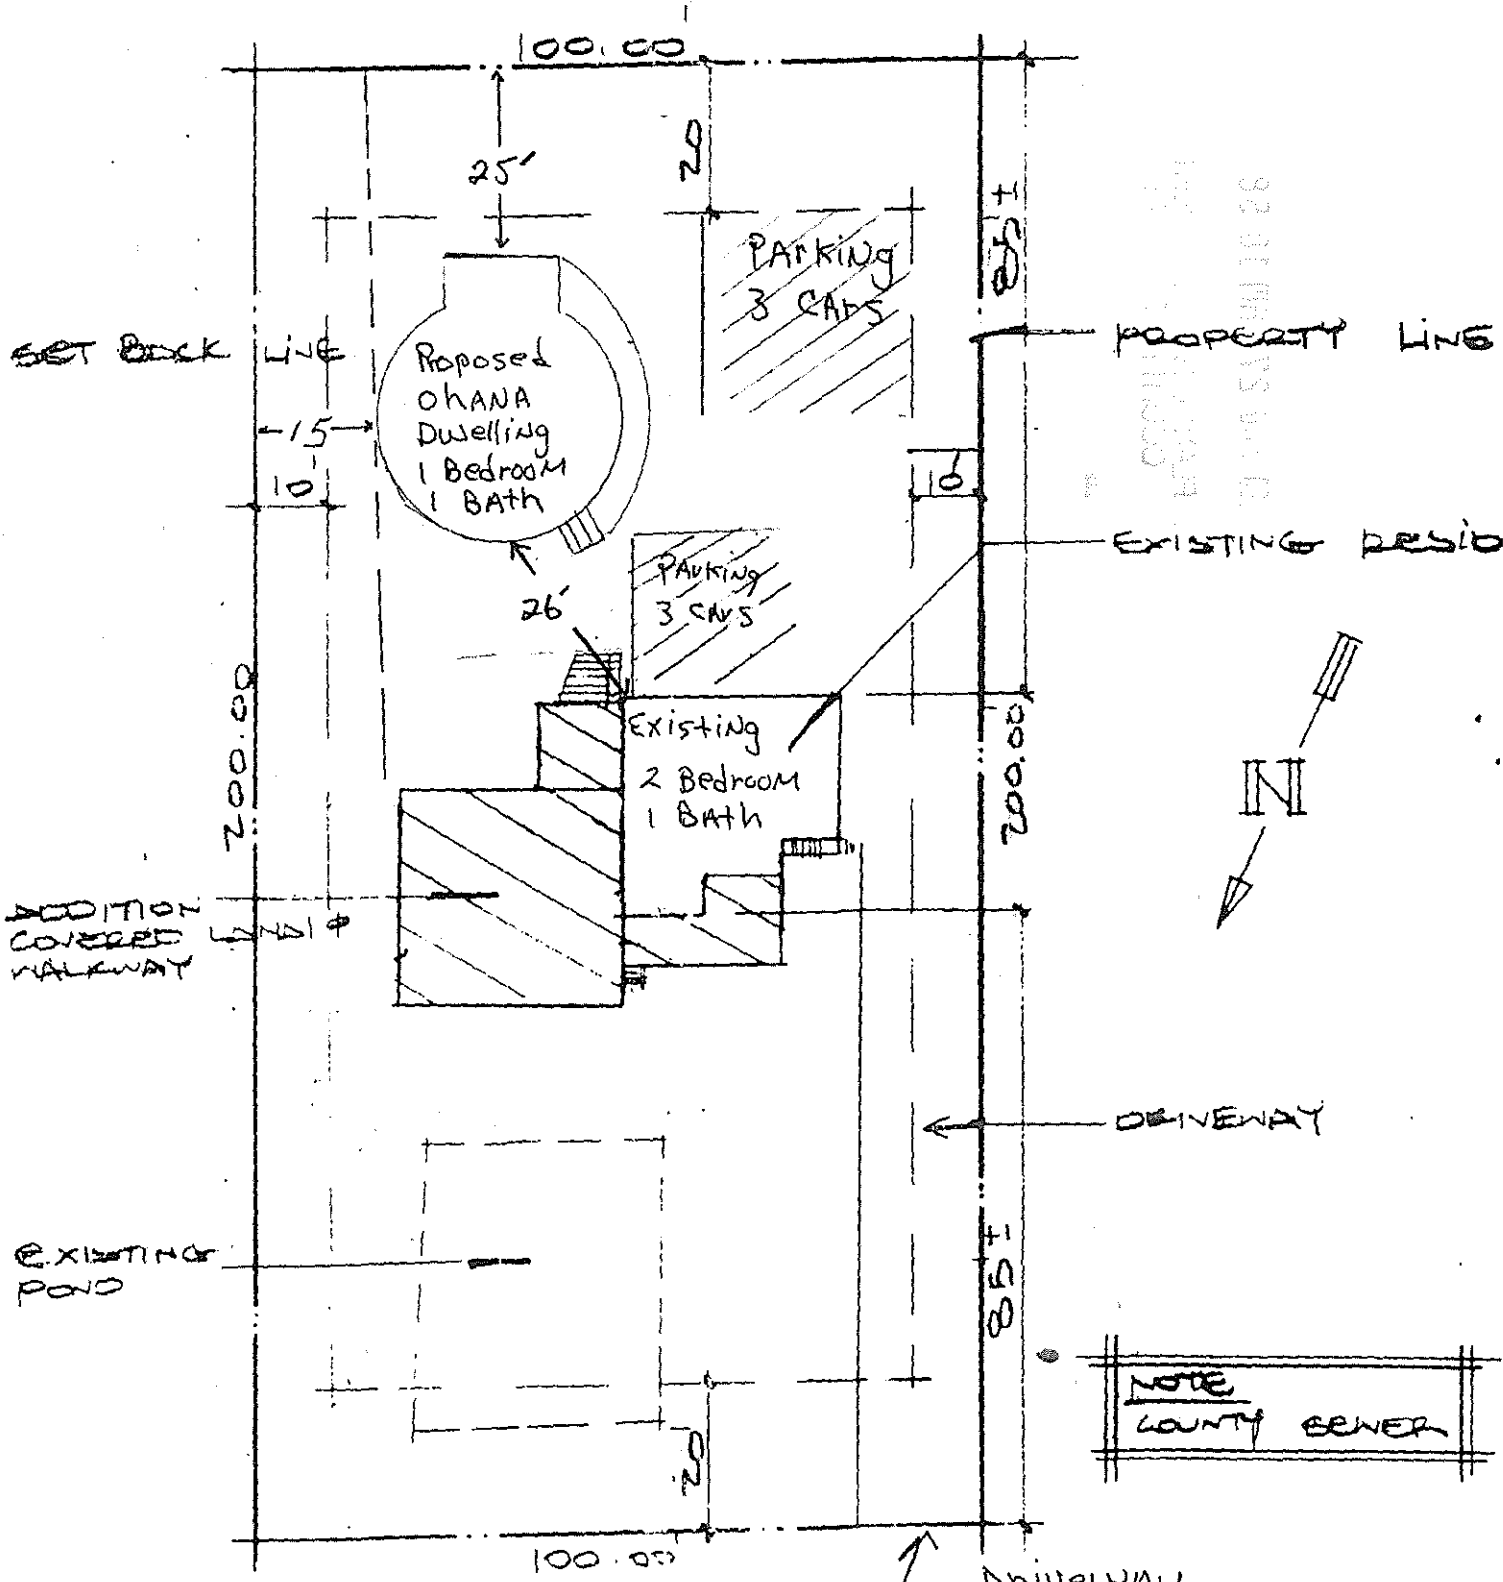 100.00'
25'
20
85±
PARKING
3 CARS
SET BACK LINE
PROPERTY LINE
Proposed
OhANA
Dwelling
1 Bedroom
1 BAth
15
10'
10'
EXISTING RESID
PARKING
3 CARS
26'
200.00
200.00
Existing
2 Bedroom
1 BAth
N
ADDITION
COVERED LANAI &
WALKWAY
DRIVEWAY
EXISTING
POND
85±
NOTE
COUNTY SEWER
20
100.00'